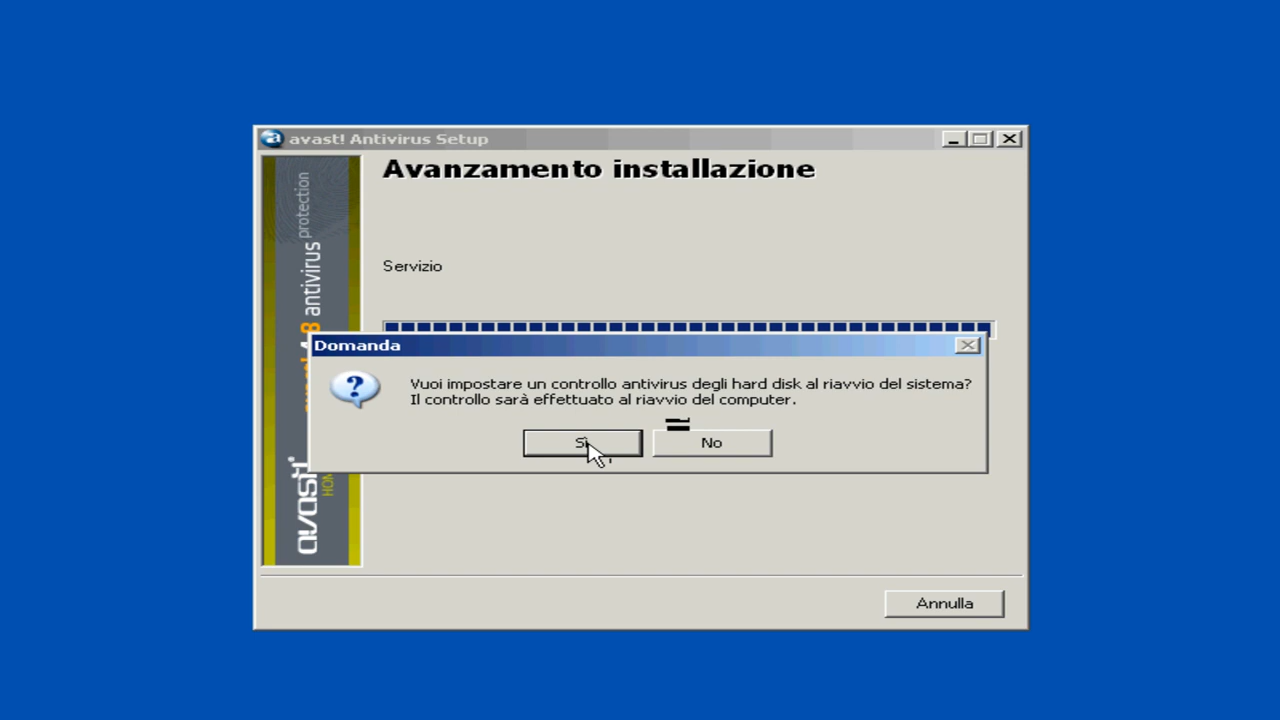 avast! Antivirus Setup
Avanzamento installazione
Servizio
antivirus protection
avast!
HOM
Domanda
Vuoi impostare un controllo antivirus degli hard disk al riavvio del sistema?
Il controllo sarà effettuato al riavvio del computer.
Sì
No
Annulla